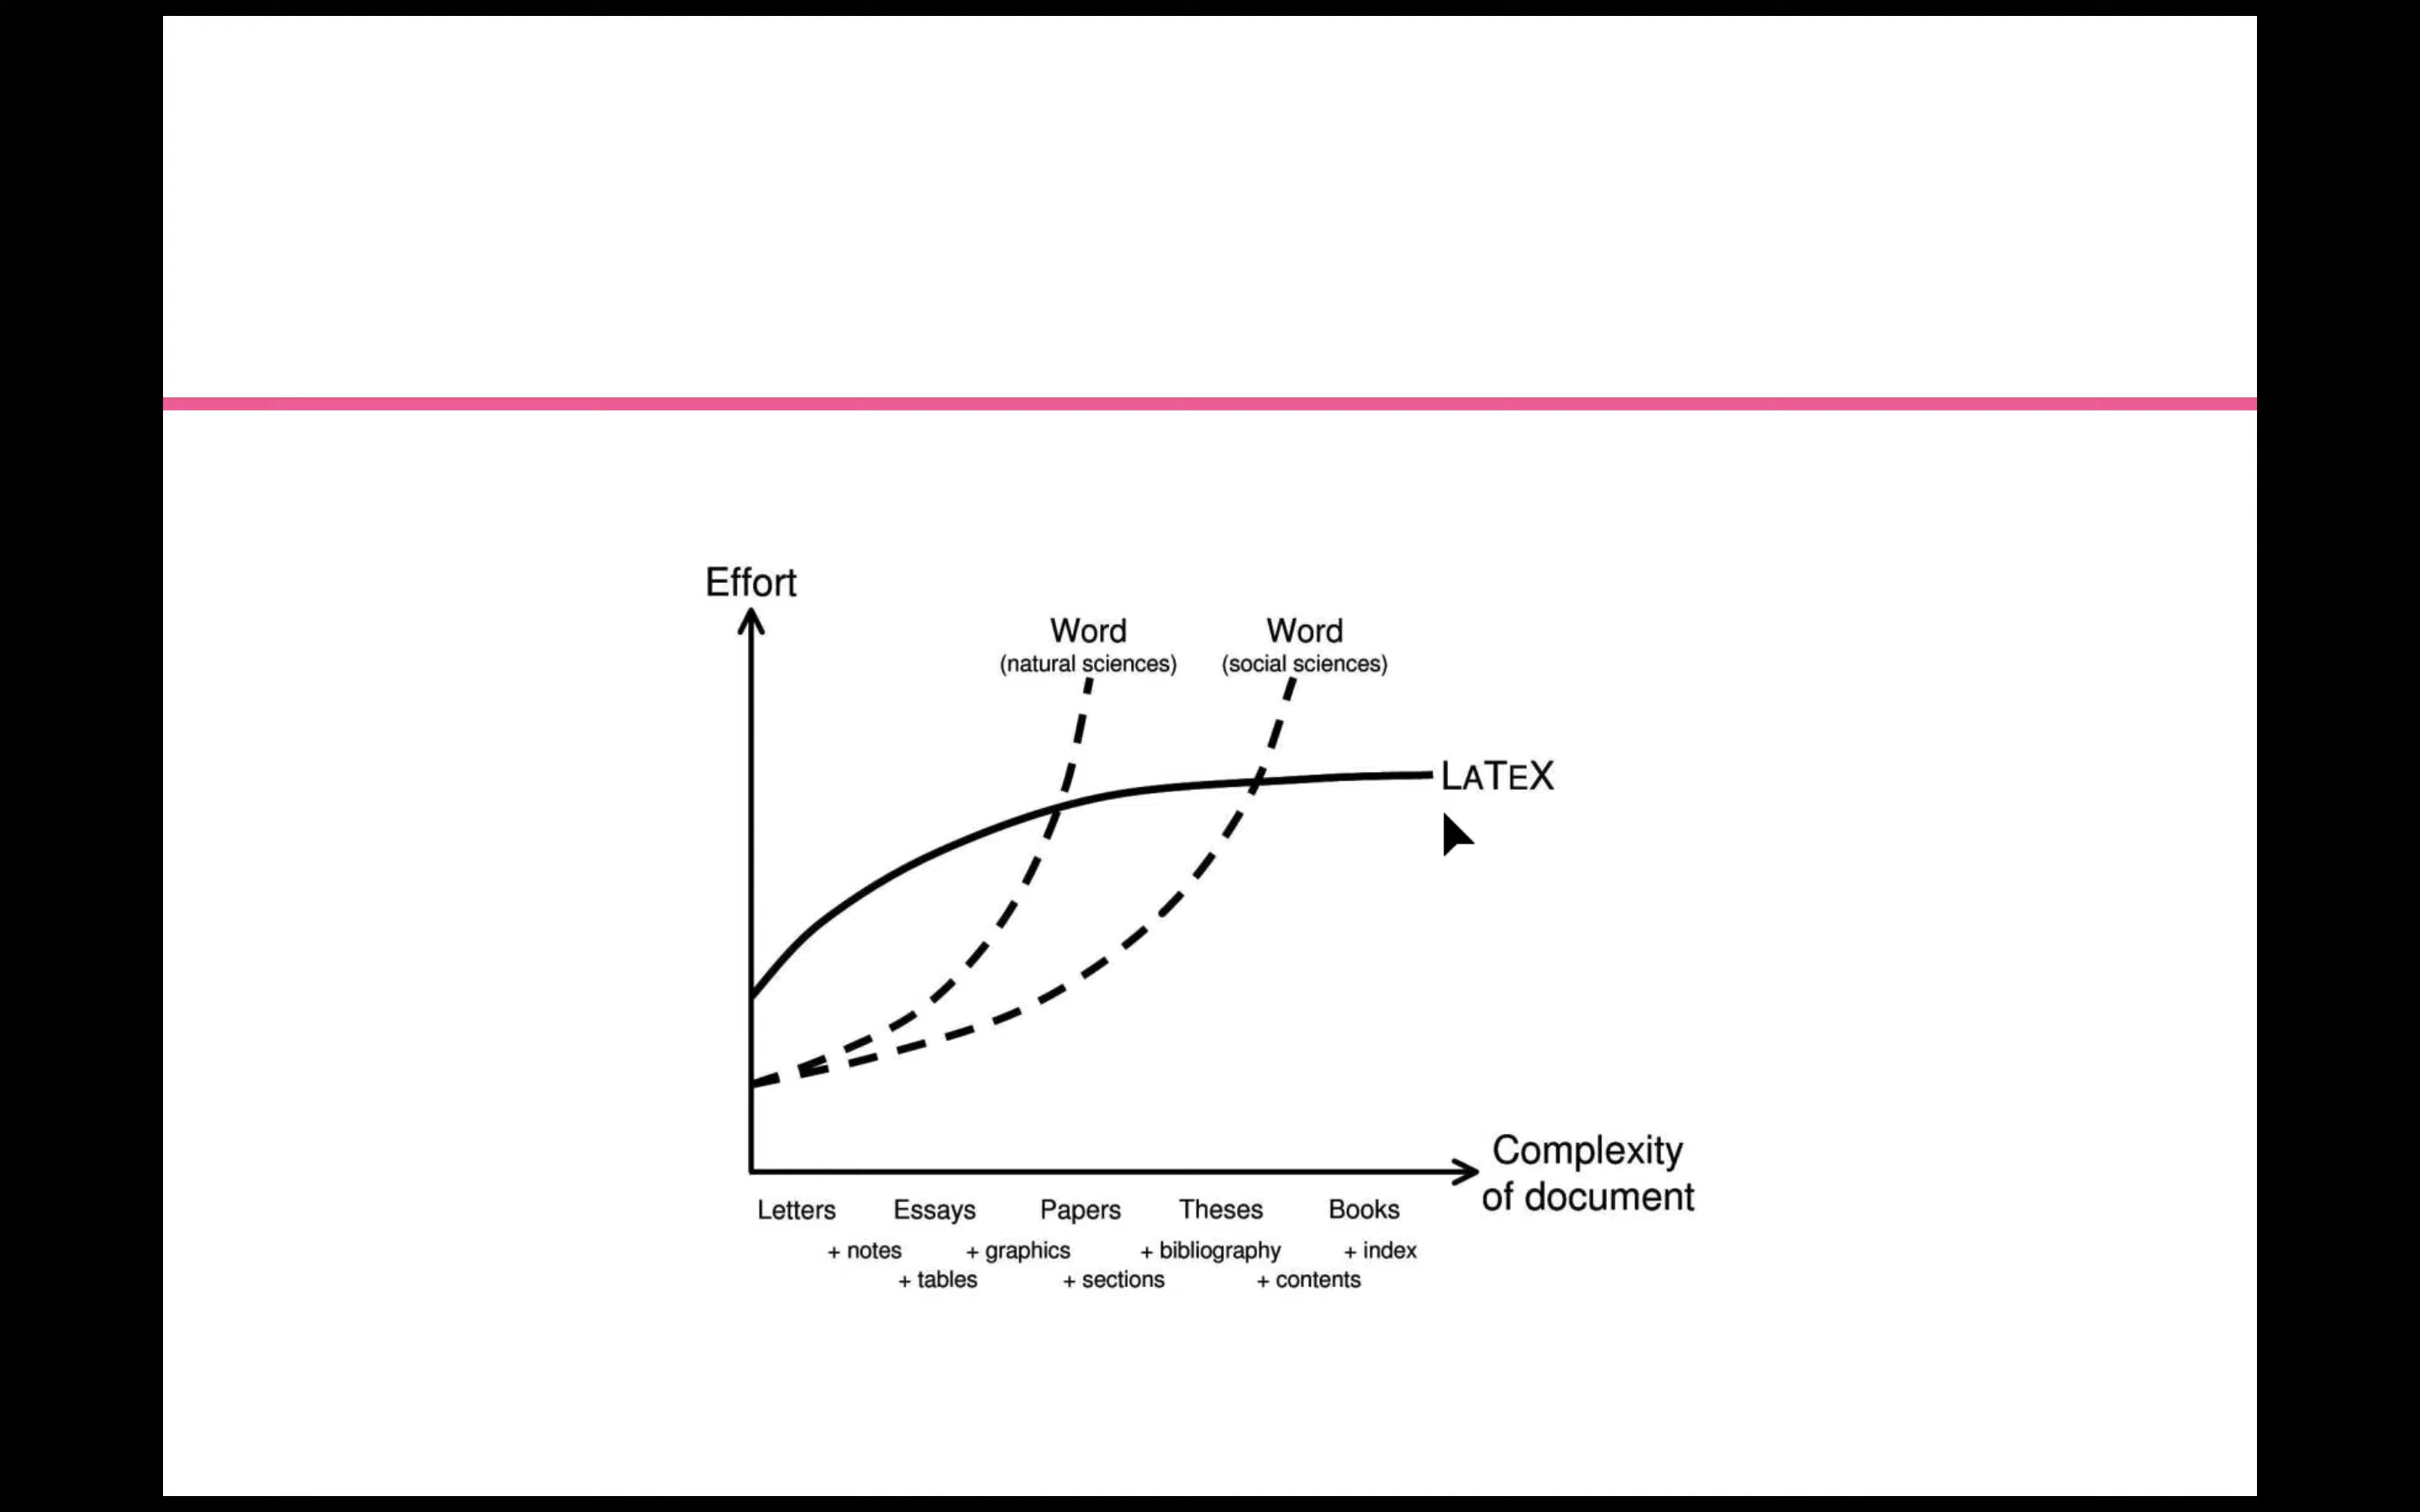 Effort
Word
(natural sciences)
Word
(social sciences)
LATEX
Complexity
of document
Letters Essays Papers Theses Books
+ notes + graphics + bibliography + index
+ tables + sections + contents